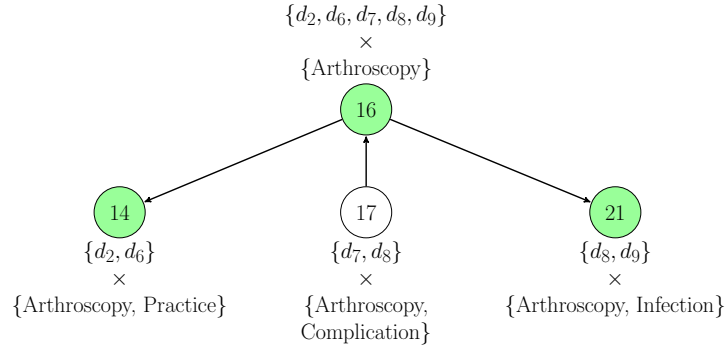 {d₂, d₆, d₇, d₈, d₉}
×
{Arthroscopy}
16
14
17
21
{d₂, d₆}
×
{Arthroscopy, Practice}
{d₇, d₈}
×
{Arthroscopy,
Complication}
{d₈, d₉}
×
{Arthroscopy, Infection}